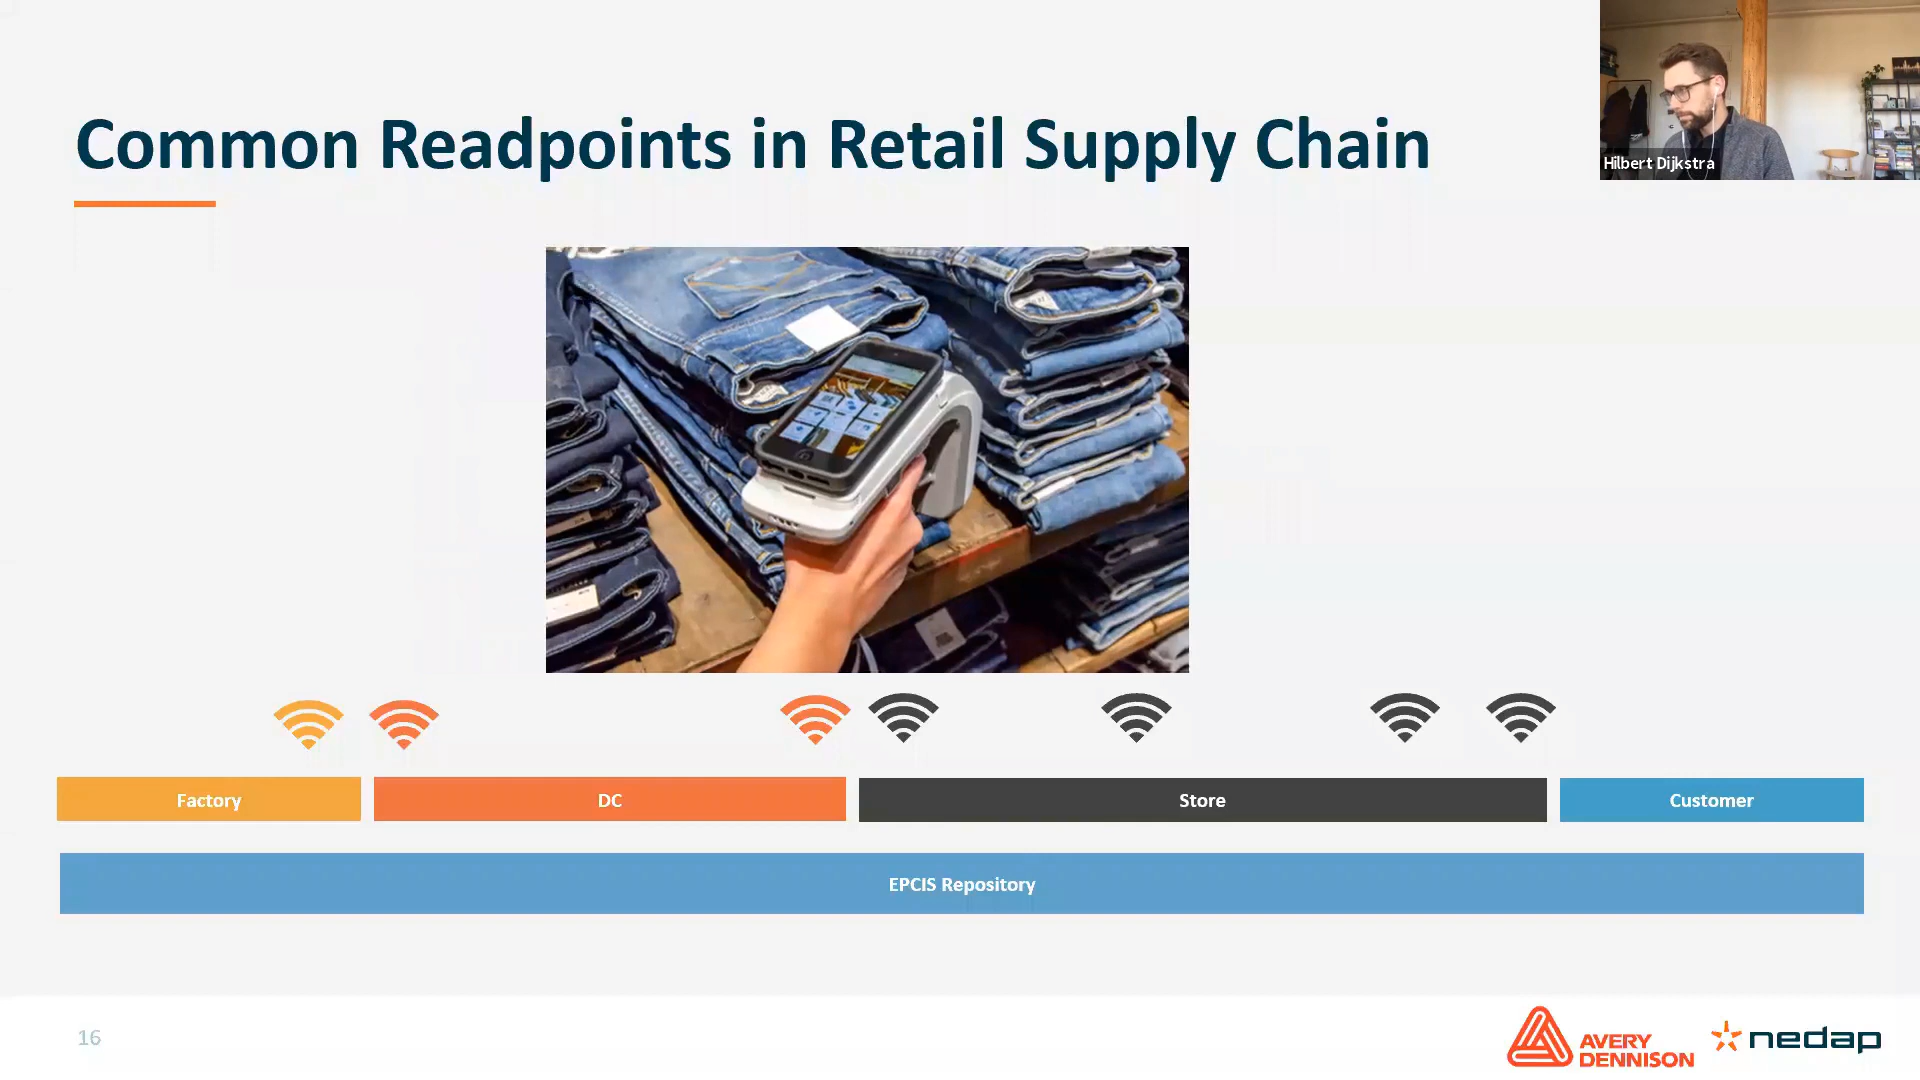 Common Readpoints in Retail Supply Chain
Hilbert Dijkstra
Factory
DC
Store
Customer
EPCIS Repository
16
AVERY
DENNISON
nedap